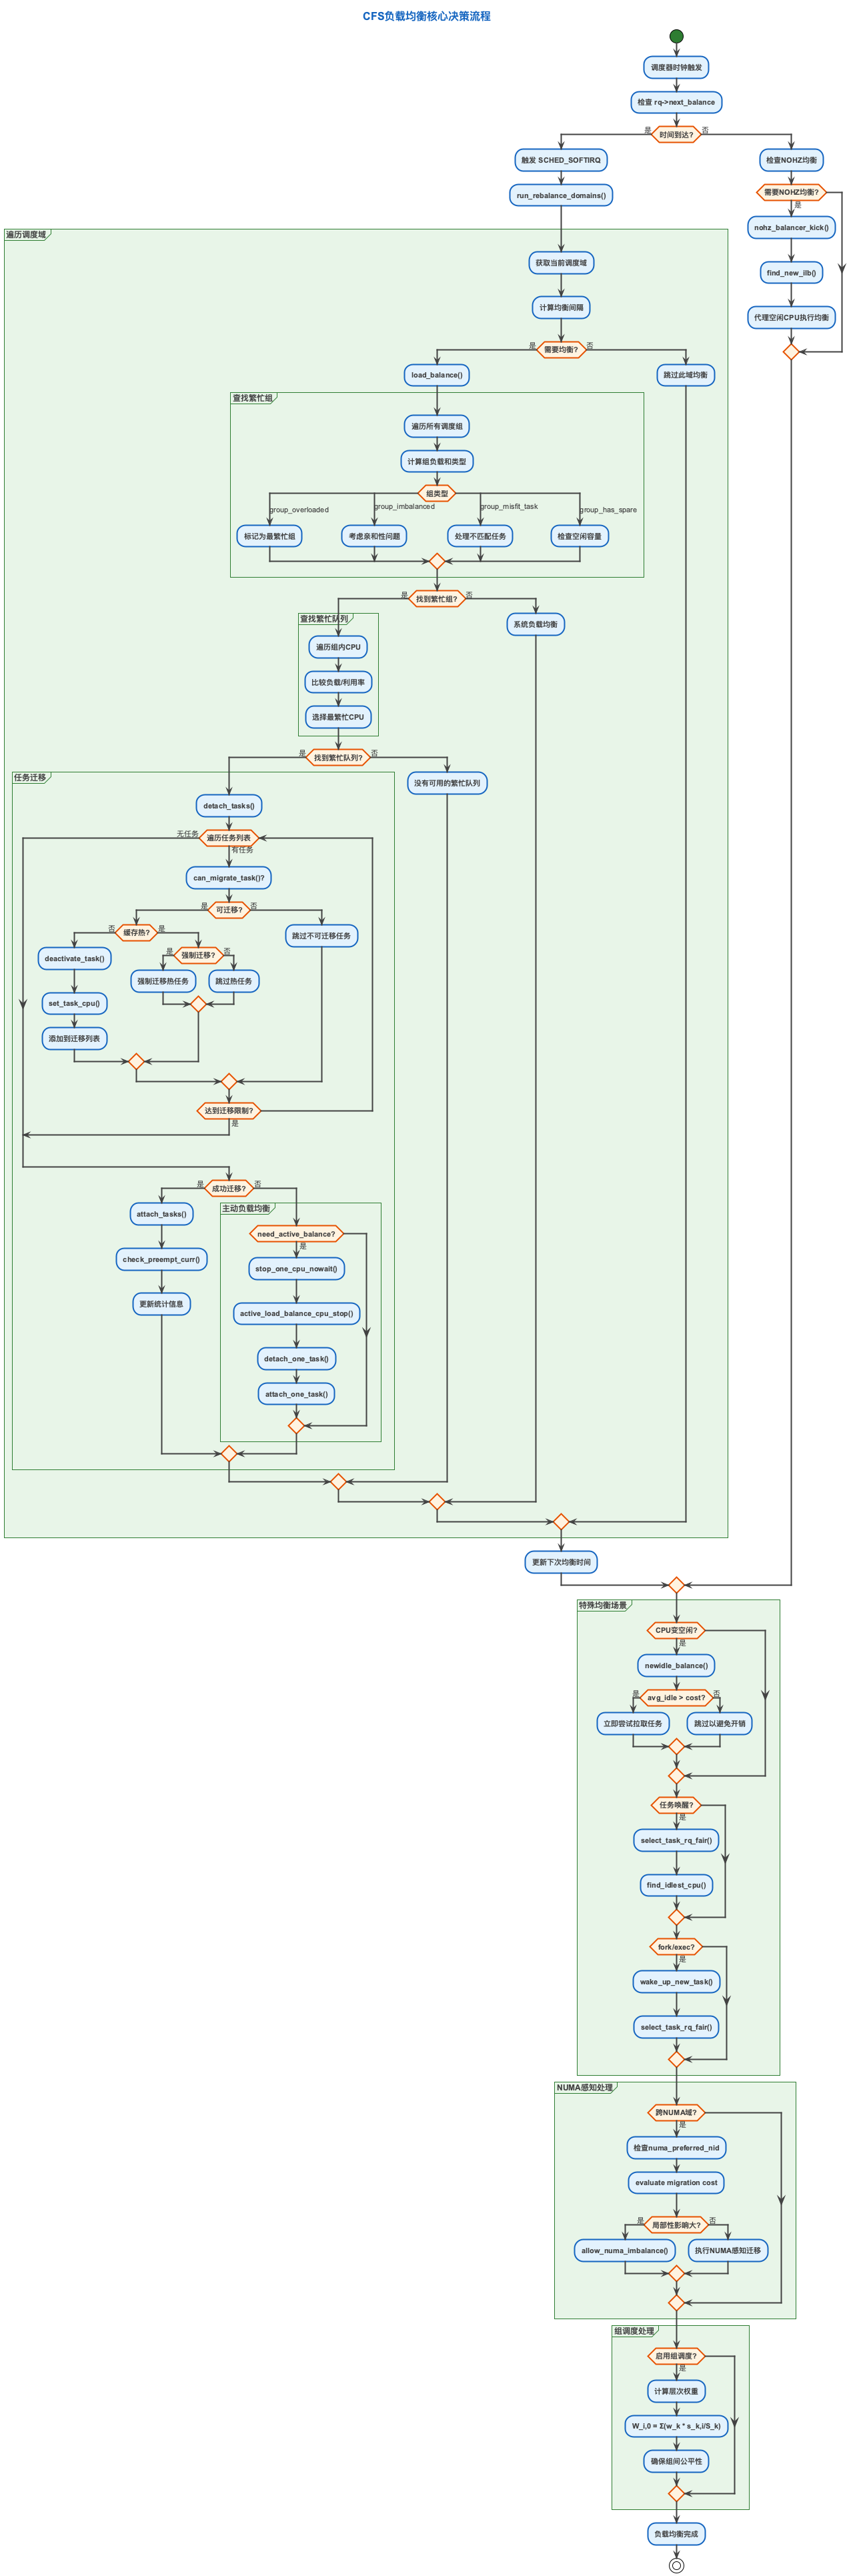 CFS负载均衡核心决策流程
调度器时钟触发
检查 rq->next_balance
是
时间到达?
否
触发 SCHED_SOFTIRQ
run_rebalance_domains()
检查NOHZ均衡
需要NOHZ均衡?
是
nohz_balancer_kick()
find_new_ilb()
代理空闲CPU执行均衡
遍历调度域
获取当前调度域
计算均衡间隔
是
需要均衡?
否
load_balance()
跳过此域均衡
查找繁忙组
遍历所有调度组
计算组负载和类型
组类型
group_overloaded
group_imbalanced
group_misfit_task
group_has_spare
标记为最繁忙组
考虑亲和性问题
处理不匹配任务
检查空闲容量
是
找到繁忙组?
否
查找繁忙队列
系统负载均衡
遍历组内CPU
比较负载/利用率
选择最繁忙CPU
是
找到繁忙队列?
否
任务迁移
没有可用的繁忙队列
detach_tasks()
无任务
遍历任务列表
有任务
can_migrate_task()?
是
可迁移?
否
否
缓存热?
是
跳过不可迁移任务
deactivate_task()
是
强制迁移?
否
set_task_cpu()
强制迁移热任务
跳过热任务
添加到迁移列表
达到迁移限制?
是
是
成功迁移?
否
attach_tasks()
check_preempt_curr()
更新统计信息
主动负载均衡
need_active_balance?
是
stop_one_cpu_nowait()
active_load_balance_cpu_stop()
detach_one_task()
attach_one_task()
更新下次均衡时间
特殊均衡场景
CPU变空闲?
是
newidle_balance()
是
avg_idle > cost?
否
立即尝试拉取任务
跳过以避免开销
任务唤醒?
是
select_task_rq_fair()
find_idlest_cpu()
fork/exec?
是
wake_up_new_task()
select_task_rq_fair()
NUMA感知处理
跨NUMA域?
是
检查numa_preferred_nid
evaluate migration cost
是
局部性影响大?
否
allow_numa_imbalance()
执行NUMA感知迁移
组调度处理
启用组调度?
是
计算层次权重
W_i,0 = Σ(w_k * s_k,i/S_k)
确保组间公平性
负载均衡完成